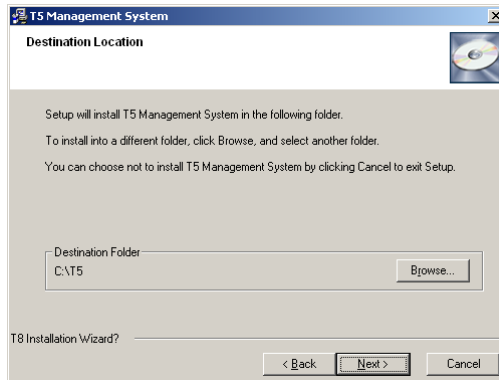 T5 Management System
Destination Location
Setup will install T5 Management System in the following folder.
To install into a different folder, click Browse, and select another folder.
You can choose not to install T5 Management System by clicking Cancel to exit Setup.
Destination Folder
C:\T5
Browse...
T8 Installation Wizard?
< Back
Next >
Cancel